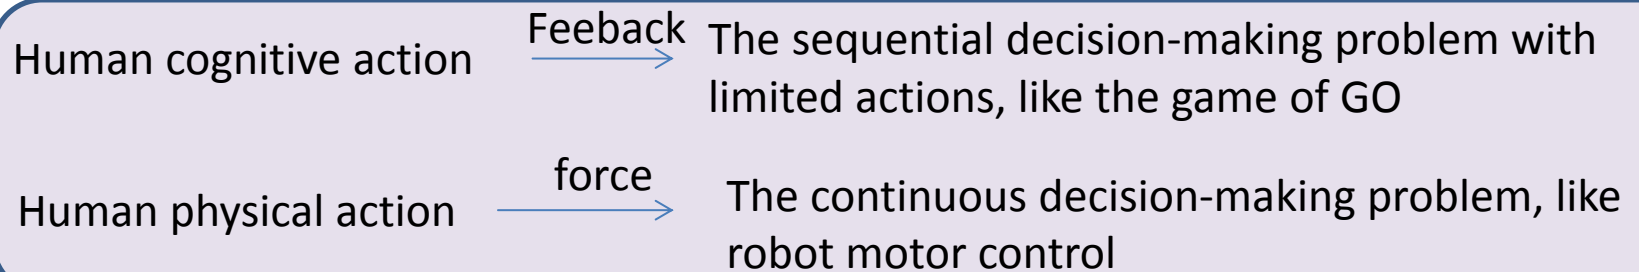 Human cognitive action
Feeback
The sequential decision-making problem with
limited actions, like the game of GO
Human physical action
force
The continuous decision-making problem, like
robot motor control